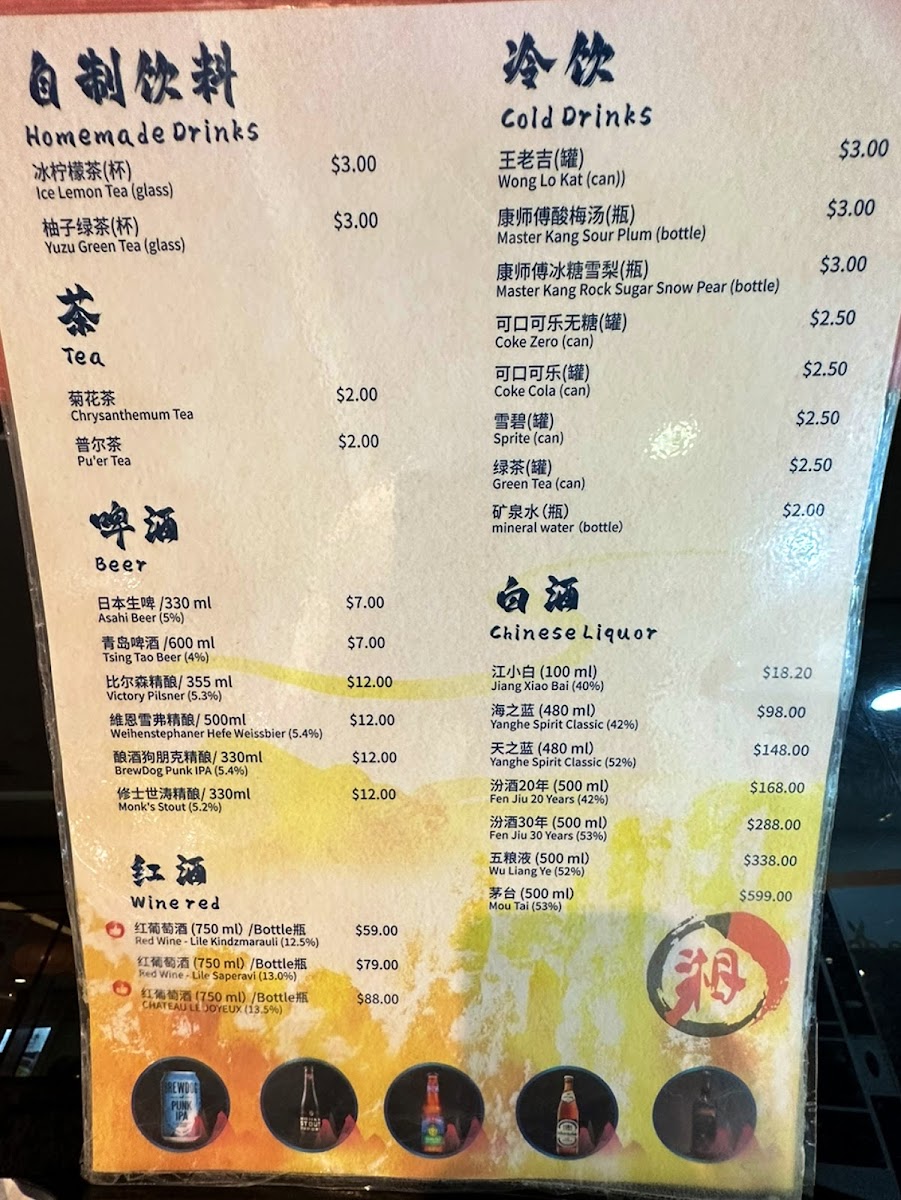 自制饮料
Homemade Drinks
冰柠檬茶(杯) $3.00
Ice Lemon Tea (glass)
柚子绿茶(杯) $3.00
Yuzu Green Tea (glass)
茶
Tea
菊花茶 $2.00
Chrysanthemum Tea
普尔茶 $2.00
Pu'er Tea
啤酒
Beer
日本生啤 /330 ml $7.00
Asahi Beer (5%)
青岛啤酒 /600 ml $7.00
Tsing Tao Beer (4%)
比尔森精酿/ 355 ml $12.00
Victory Pilsner (5.3%)
維恩雪弗精酿/ 500ml $12.00
Weihenstephaner Hefe Weissbier (5.4%)
酿酒狗朋克精酿/ 330ml $12.00
BrewDog Punk IPA (5.4%)
修士世涛精酿/ 330ml $12.00
Monk's Stout (5.2%)
红酒
Wine red
红葡萄酒 (750 ml) /Bottle瓶 $59.00
Red Wine - Lile Kindzmarauli (12.5%)
红葡萄酒 (750 ml) /Bottle瓶 $79.00
Red Wine - Lile Saperavi (13.0%)
红葡萄酒 (750 ml) /Bottle瓶 $88.00
CHATEAU LE JOYEUX (13.5%)
冷饮
Cold Drinks
王老吉(罐) $3.00
Wong Lo Kat (can))
康师傅酸梅汤(瓶) $3.00
Master Kang Sour Plum (bottle)
康师傅冰糖雪梨(瓶) $3.00
Master Kang Rock Sugar Snow Pear (bottle)
可口可乐无糖(罐) $2.50
Coke Zero (can)
可口可乐(罐) $2.50
Coke Cola (can)
雪碧(罐) $2.50
Sprite (can)
绿茶(罐) $2.50
Green Tea (can)
矿泉水（瓶） $2.00
mineral water（bottle）
白酒
Chinese Liquor
江小白 (100 ml) $18.20
Jiang Xiao Bai (40%)
海之蓝 (480 ml) $98.00
Yanghe Spirit Classic (42%)
天之蓝 (480 ml) $148.00
Yanghe Spirit Classic (52%)
汾酒20年 (500 ml) $168.00
Fen Jiu 20 Years (42%)
汾酒30年 (500 ml) $288.00
Fen Jiu 30 Years (53%)
五粮液 (500 ml) $338.00
Wu Liang Ye (52%)
茅台 (500 ml) $599.00
Mou Tai (53%)
湘
BREWDOG
PUNK
IPA
STOUT